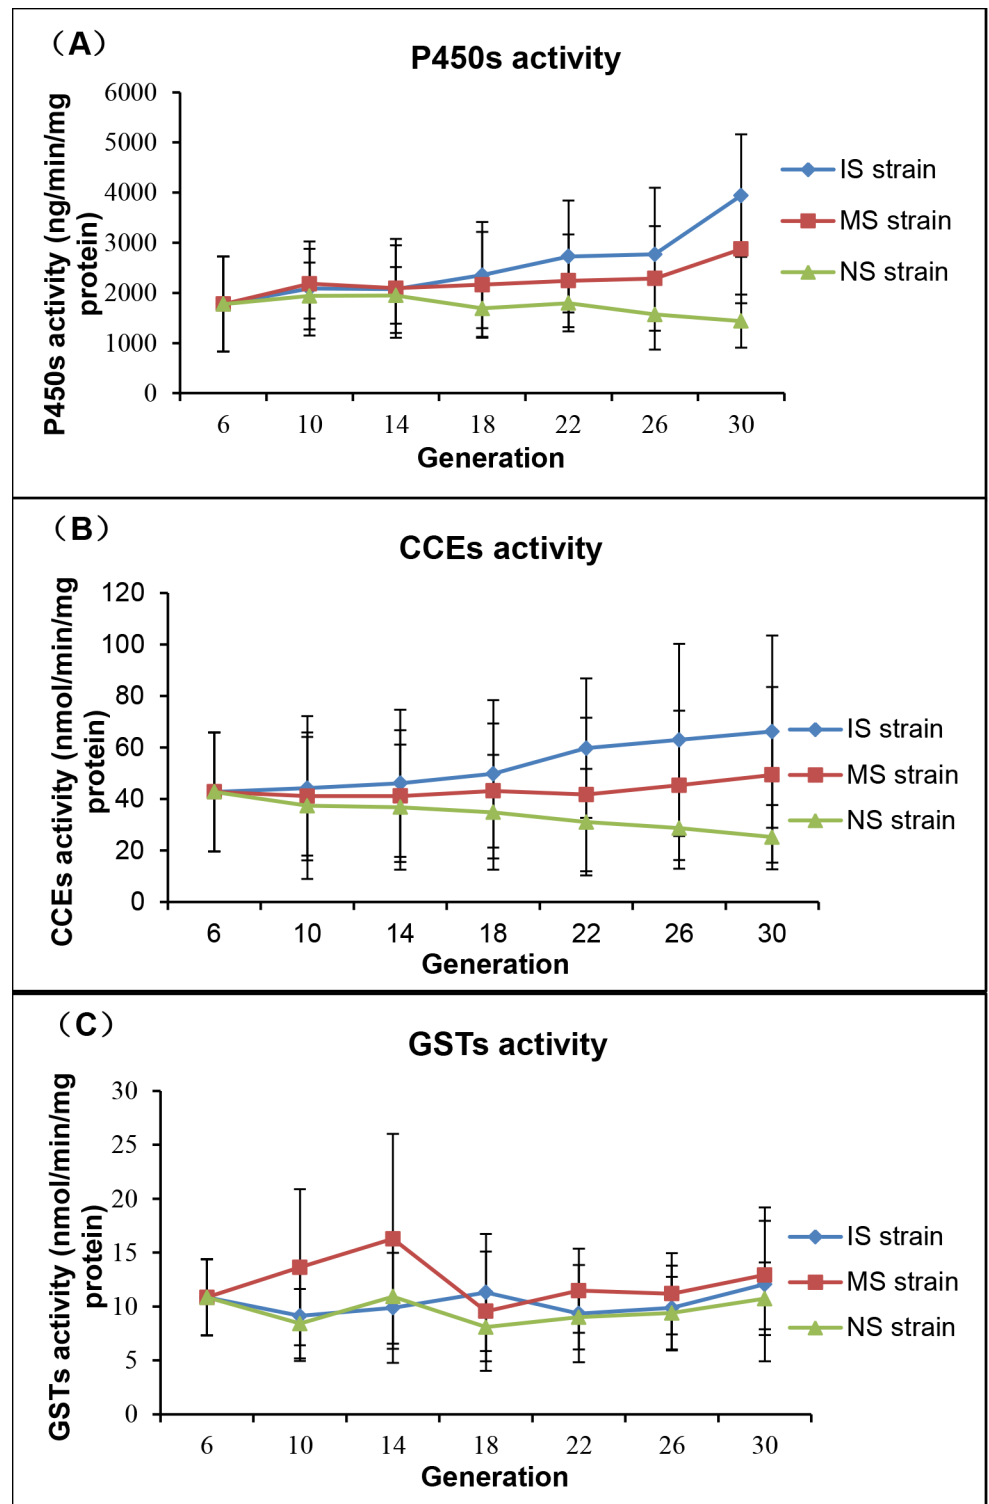 （A）
P450s activity
P450s activity (ng/min/mg
protein)
6000
5000
4000
3000
2000
1000
0
6 10 14 18 22 26 30
Generation
IS strain
MS strain
NS strain
（B）
CCEs activity
CCEs activity (nmol/min/mg
protein)
120
100
80
60
40
20
0
6 10 14 18 22 26 30
Generation
IS strain
MS strain
NS strain
（C）
GSTs activity
GSTs activity (nmol/min/mg
protein)
30
25
20
15
10
5
0
6 10 14 18 22 26 30
Generation
IS strain
MS strain
NS strain